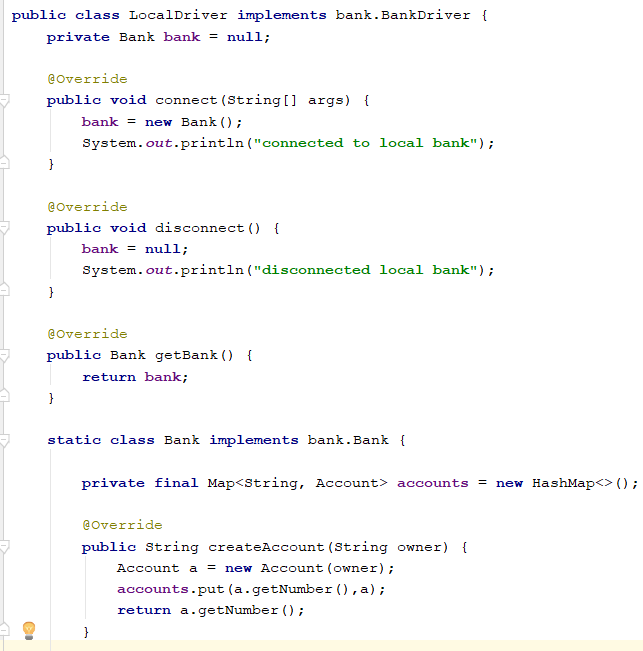 public class LocalDriver implements bank.BankDriver {
    private Bank bank = null;

    @Override
    public void connect(String[] args) {
        bank = new Bank();
        System.out.println("connected to local bank");
    }

    @Override
    public void disconnect() {
        bank = null;
        System.out.println("disconnected local bank");
    }

    @Override
    public Bank getBank() {
        return bank;
    }

    static class Bank implements bank.Bank {

        private final Map<String, Account> accounts = new HashMap<>();

        @Override
        public String createAccount(String owner) {
            Account a = new Account(owner);
            accounts.put(a.getNumber(),a);
            return a.getNumber();
        }